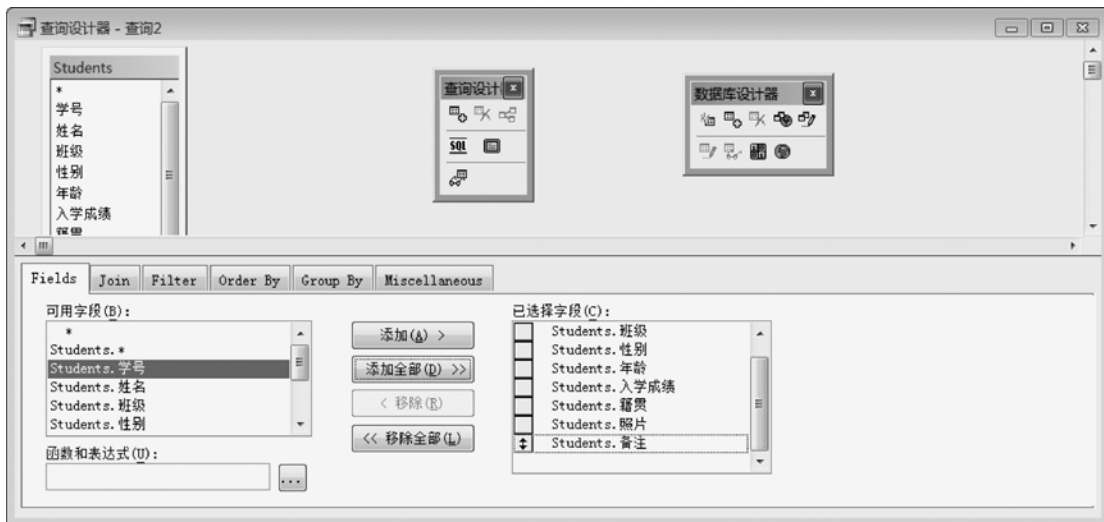 查询设计器 - 查询2
Students
*
学号
姓名
班级
性别
年龄
入学成绩
籍贯
查询设计
SQL
数据库设计器
Fields Join Filter Order By Group By Miscellaneous
可用字段(B):
*
Students.*
Students.学号
Students.姓名
Students.班级
Students.性别
函数和表达式(U):
...
添加(A) >
添加全部(D) >>
< 移除(R)
<< 移除全部(L)
已选择字段(C):
Students.班级
Students.性别
Students.年龄
Students.入学成绩
Students.籍贯
Students.照片
Students.备注